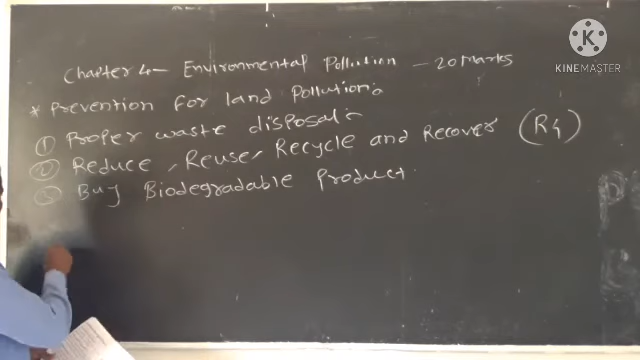 KINEMASTER
Chapter 4- Environmental Pollution - 20 Marks
* Prevention for land Pollution:
① Proper waste disposal:-
② Reduce, Reuse, Recycle and Recover (R4)
③ Buy Biodegradable Product